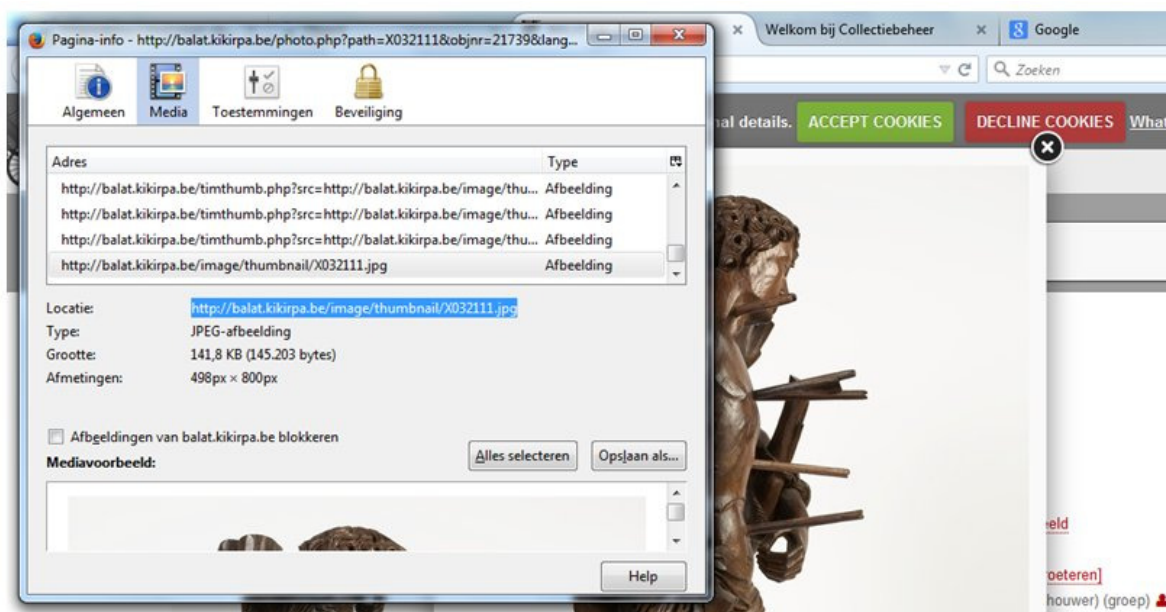 Pagina-info - http://balat.kikirpa.be/photo.php?path=X032111&objnr=21739&lang...
Welkom bij Collectiebeheer
Google
Zoeken
Algemeen
Media
Toestemmingen
Beveiliging
nal details.
ACCEPT COOKIES
DECLINE COOKIES
What
Adres
Type
http://balat.kikirpa.be/timthumb.php?src=http://balat.kikirpa.be/image/thu... Afbeelding
http://balat.kikirpa.be/timthumb.php?src=http://balat.kikirpa.be/image/thu... Afbeelding
http://balat.kikirpa.be/timthumb.php?src=http://balat.kikirpa.be/image/thu... Afbeelding
http://balat.kikirpa.be/image/thumbnail/X032111.jpg Afbeelding
Locatie: http://balat.kikirpa.be/image/thumbnail/X032111.jpg
Type: JPEG-afbeelding
Grootte: 141,8 KB (145.203 bytes)
Afmetingen: 498px × 800px
Afbeeldingen van balat.kikirpa.be blokkeren
Mediavoorbeeld:
Alles selecteren
Opslaan als...
Help
eeld
oeteren]
houwer) (groep)